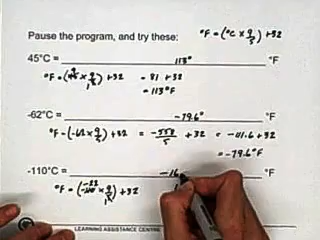 °F = (°C × 9/5) + 32
Pause the program, and try these:
45°C = 113° °F
°F = (45 × 9/5) + 32 = 81 + 32
= 113°F
-62°C = -79.6° °F
°F = (-62 × 9/5) + 32 = -558/5 + 32 = -111.6 + 32
= -79.6°F
-110°C = -16 °F
°F = (-110 × 9/5) + 32
LEARNING ASSISTANCE CENTRE